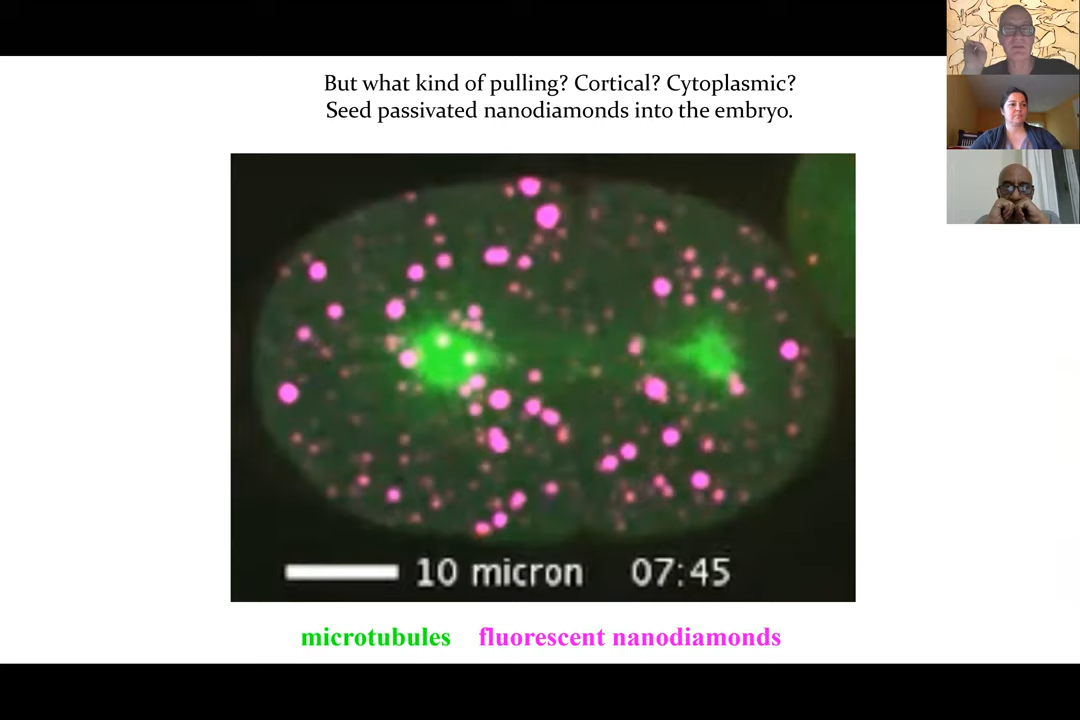 But what kind of pulling? Cortical? Cytoplasmic?
Seed passivated nanodiamonds into the embryo.
10 micron 07:45
microtubules fluorescent nanodiamonds